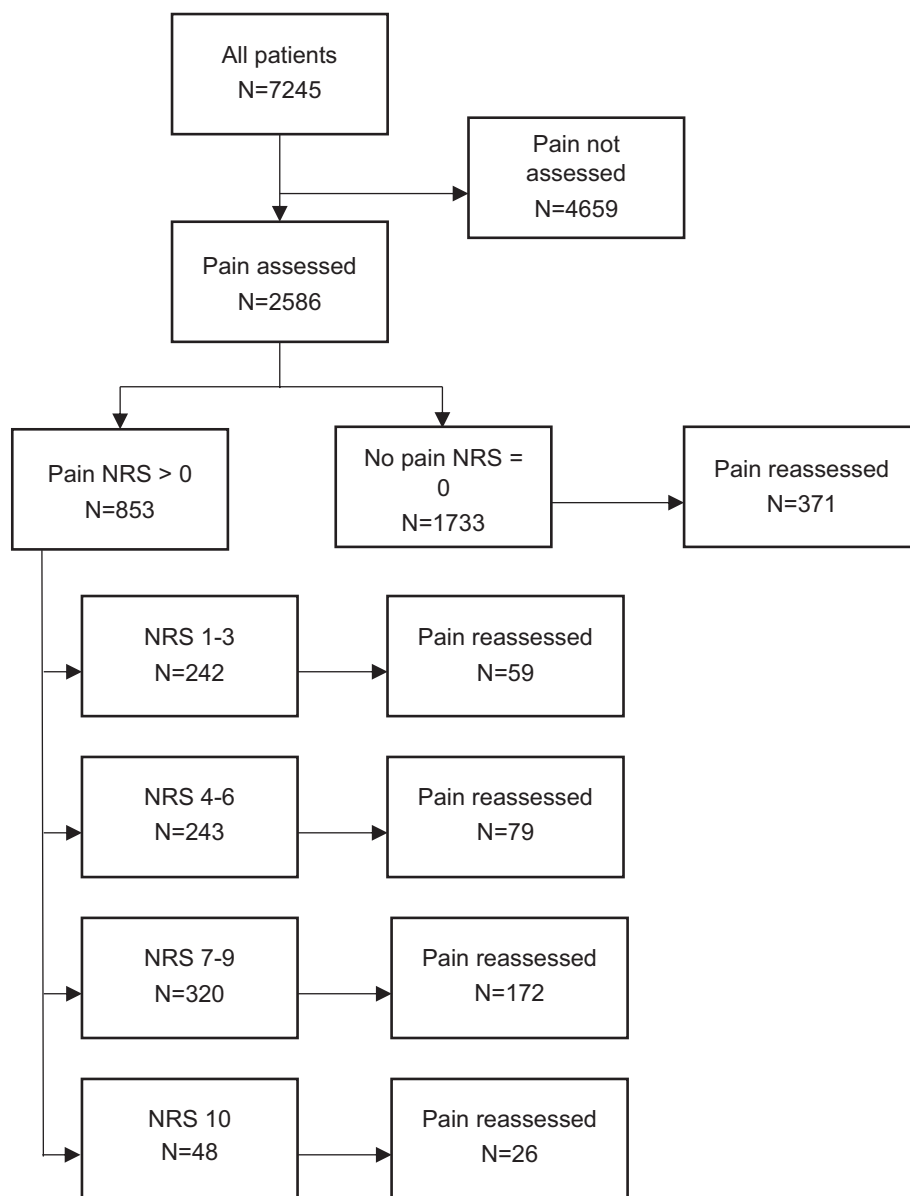 All patients
N=7245
Pain not
assessed
N=4659
Pain assessed
N=2586
Pain NRS > 0
N=853
No pain NRS =
0
N=1733
Pain reassessed
N=371
NRS 1-3
N=242
Pain reassessed
N=59
NRS 4-6
N=243
Pain reassessed
N=79
NRS 7-9
N=320
Pain reassessed
N=172
NRS 10
N=48
Pain reassessed
N=26